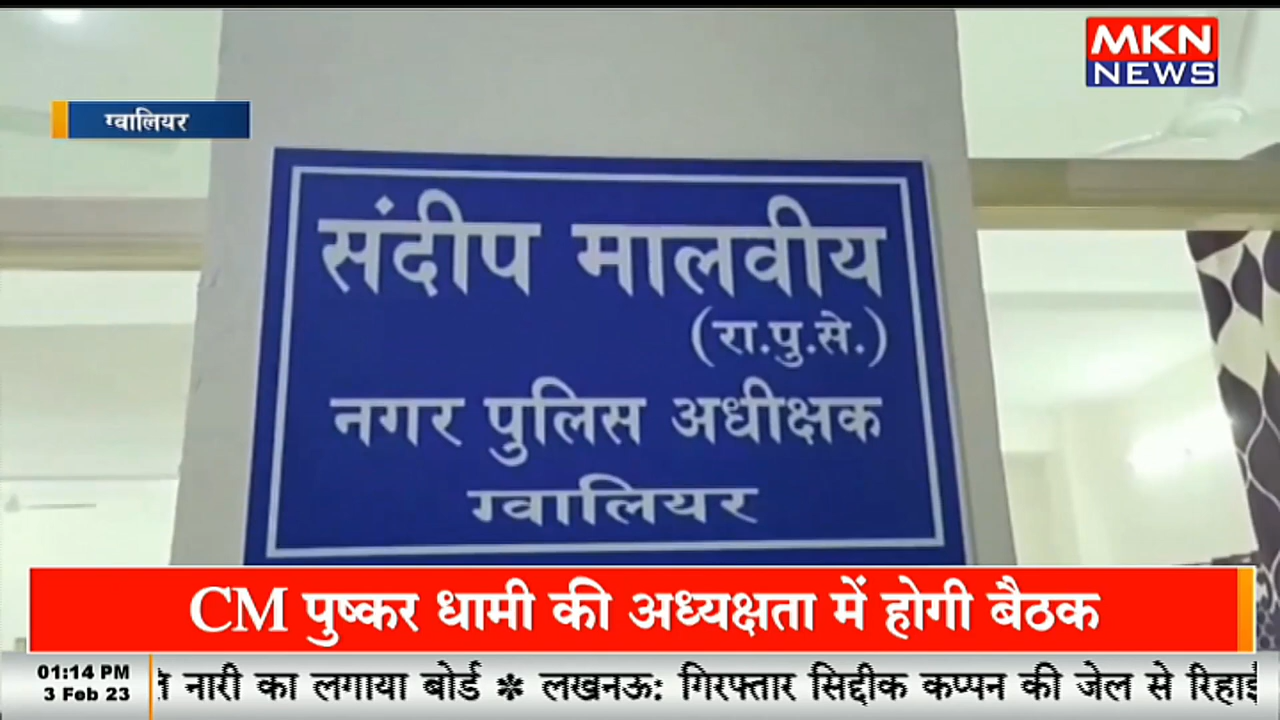 MKN
NEWS
ग्वालियर
संदीप मालवीय
(रा.पु.से.)
नगर पुलिस अधीक्षक
ग्वालियर
CM पुष्कर धामी की अध्यक्षता में होगी बैठक
01:14 PM
3 Feb 23
नारी का लगाया बोर्ड * लखनऊ: गिरफ्तार सिद्दीक कप्पन की जेल से रिहाई